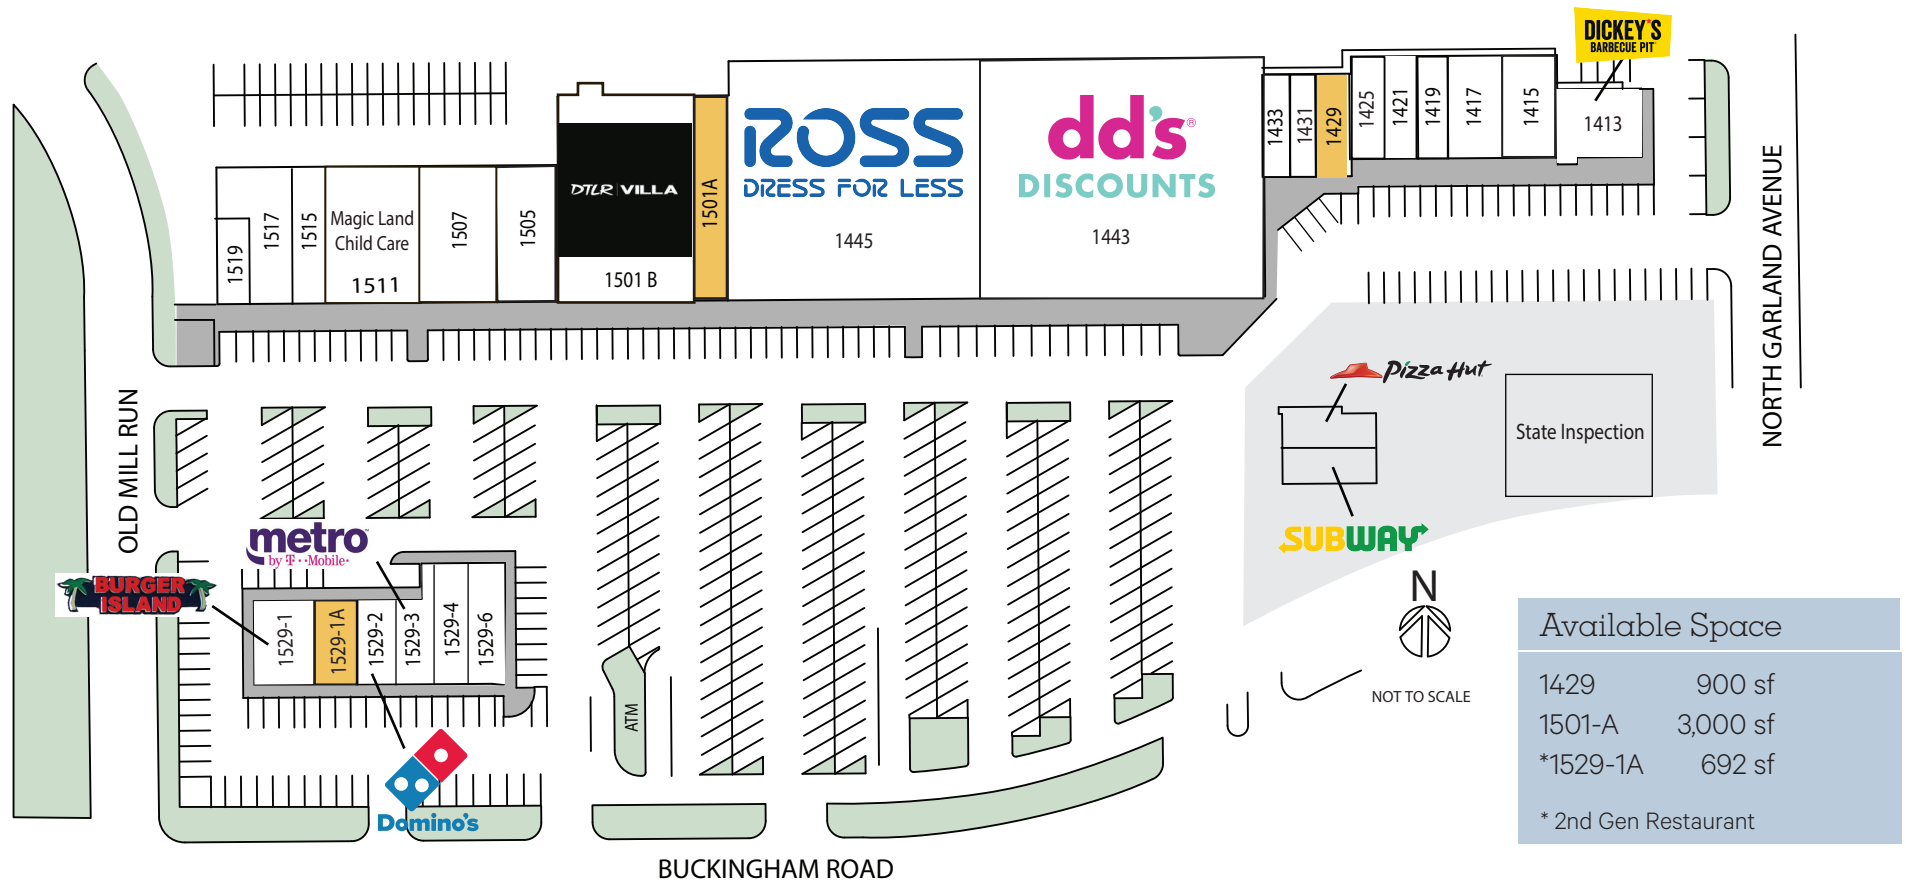 DICKEY'S
BARBECUE PIT
1519
1517
1515
Magic Land
Child Care
1511
1507
1505
DTLR | VILLA
1501 B
1501A
ROSS
DRESS FOR LESS
1445
dd's®
DISCOUNTS
1443
1433
1431
1429
1425
1421
1419
1417
1415
1413
NORTH GARLAND AVENUE
OLD MILL RUN
Pizza Hut
State Inspection
SUBWAY
metro
by T-Mobile
BURGER
ISLAND
1529-1
1529-1A
1529-2
1529-3
1529-4
1529-6
Domino's
ATM
N
NOT TO SCALE
Available Space
1429 900 sf
1501-A 3,000 sf
*1529-1A 692 sf
* 2nd Gen Restaurant
BUCKINGHAM ROAD